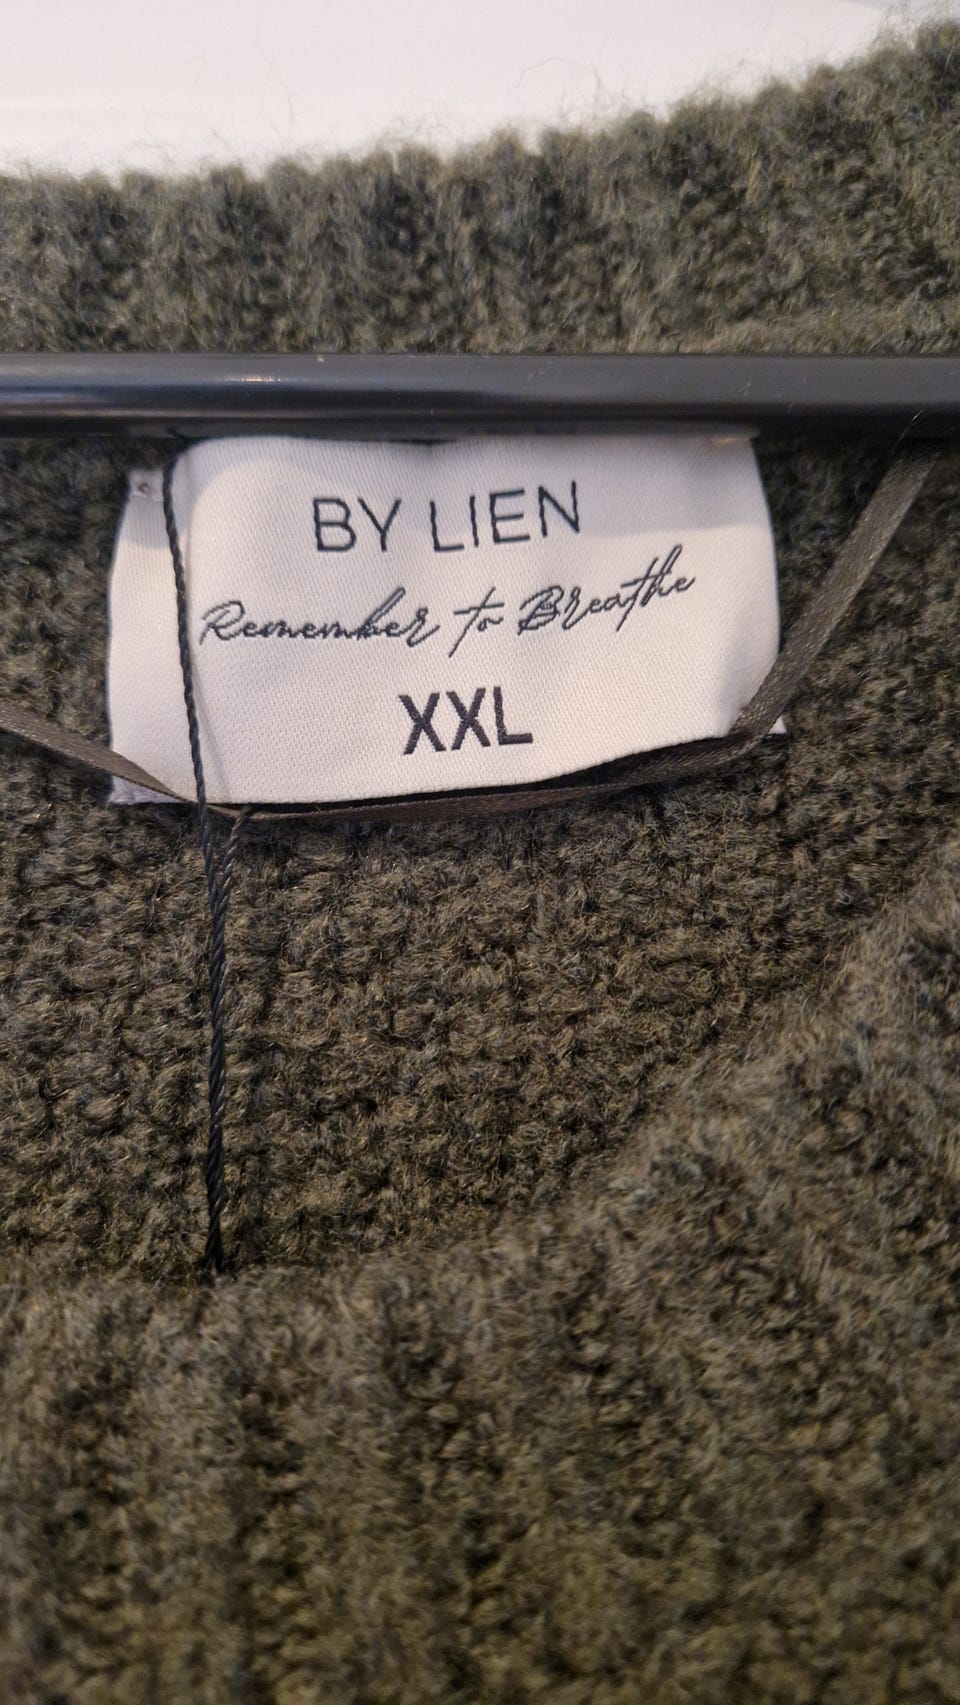 BY LIEN
Remember to Breathe
XXL